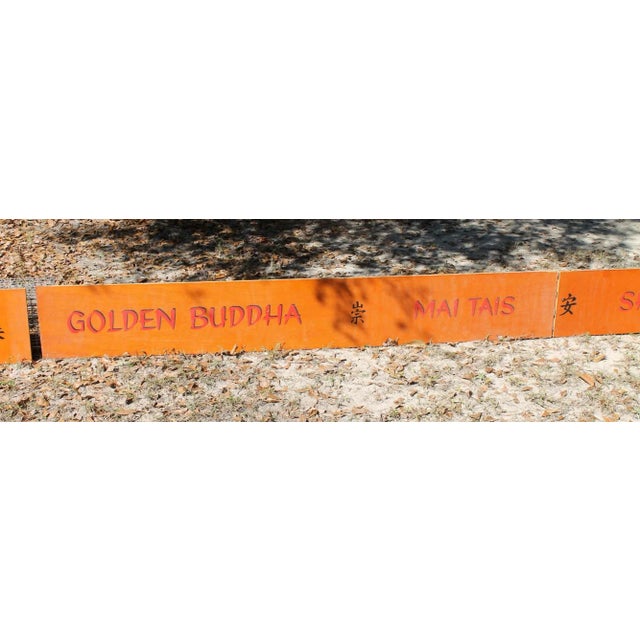 GOLDEN BUDDHA 崇 MAI TAIS 安 S